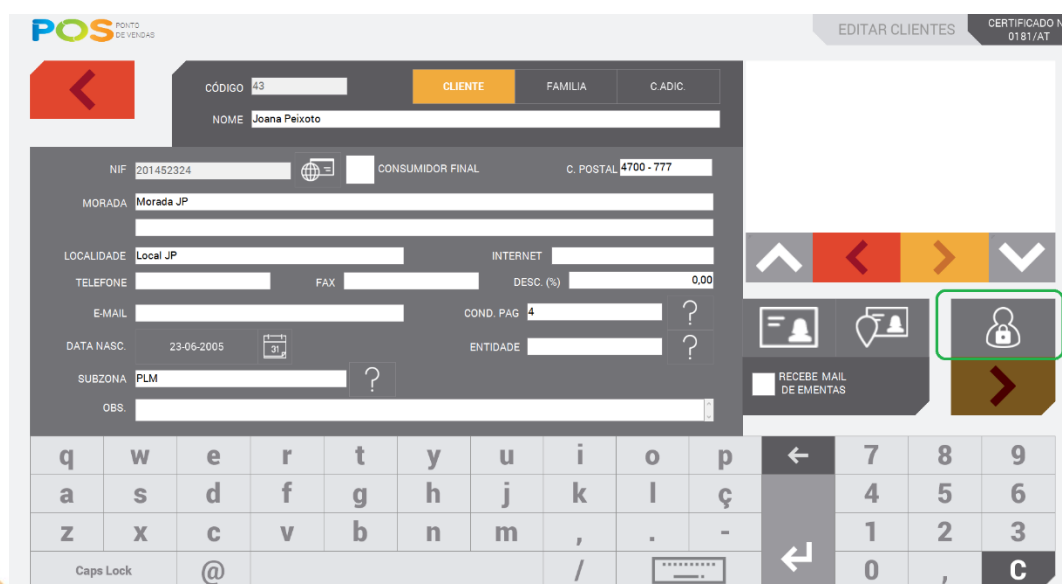 POS PONTO
DE VENDAS
EDITAR CLIENTES
CERTIFICADO N
0181/AT
CÓDIGO 43
CLIENTE FAMILIA C.ADIC.
NOME Joana Peixoto
NIF 201452324 CONSUMIDOR FINAL C. POSTAL 4700 - 777
MORADA Morada JP
LOCALIDADE Local JP INTERNET
TELEFONE FAX DESC. (%) 0,00
E-MAIL COND. PAG 4 ?
DATA NASC. 23-06-2005 31 ENTIDADE ?
SUBZONA PLM ?
OBS.
RECEBE MAIL
DE EMENTAS
q w e r t y u i o p 7 8 9
a s d f g h j k l ç 4 5 6
z x c v b n m , . - 1 2 3
Caps Lock @ / 0 , C